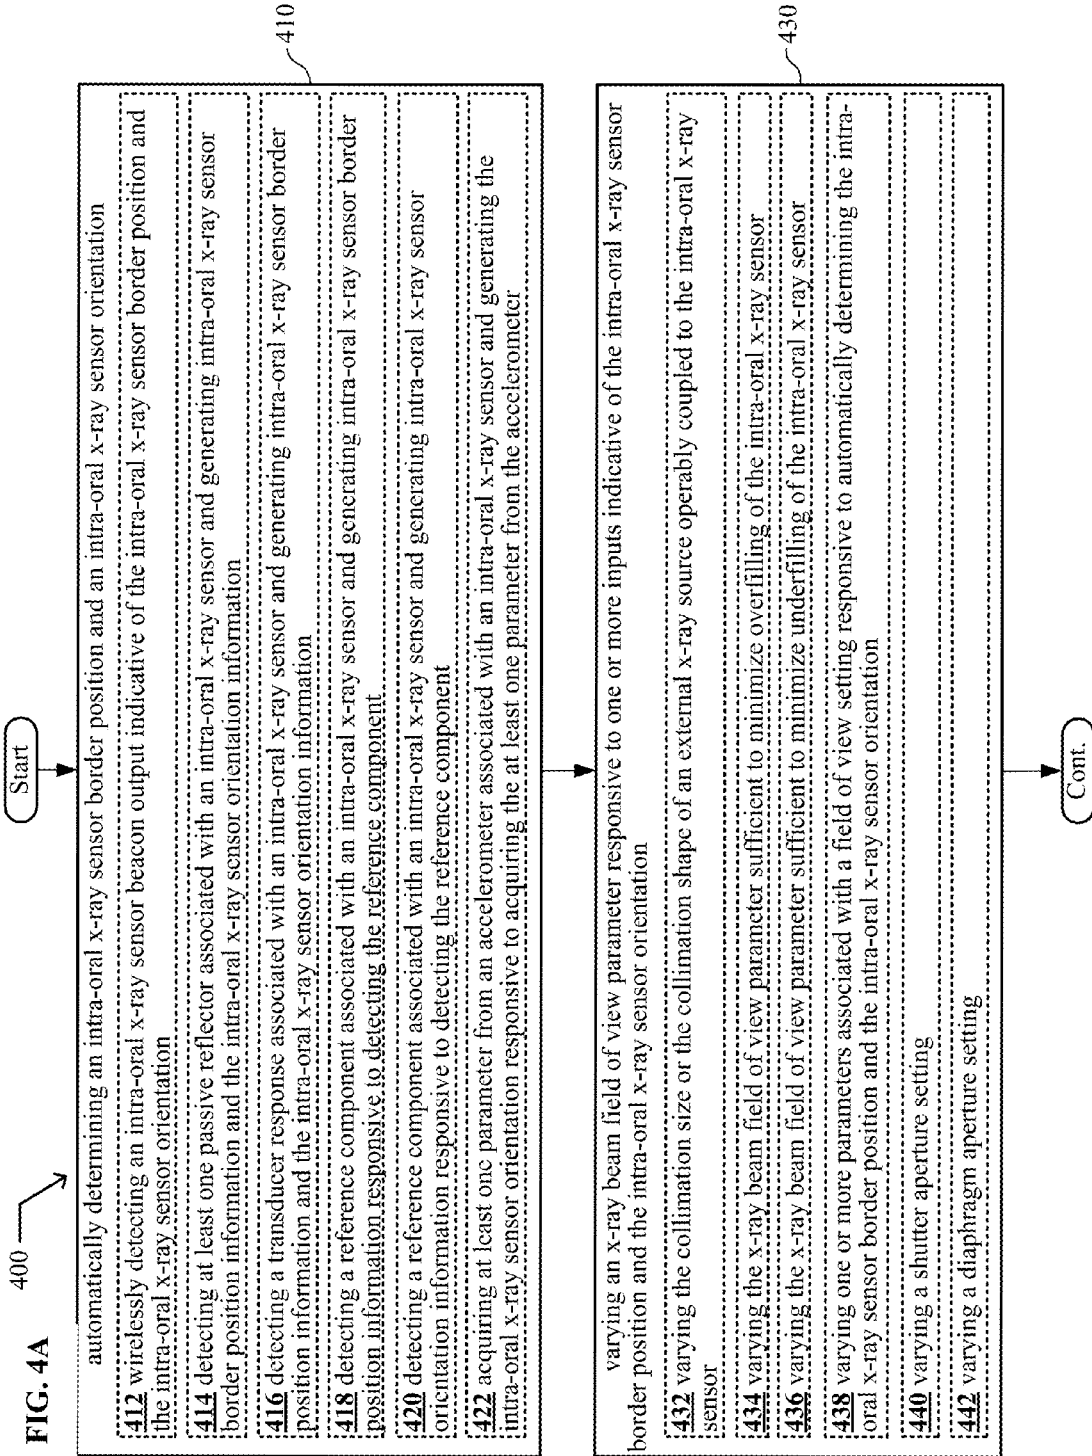 FIG. 4A
400
Start
automatically determining an intra-oral x-ray sensor border position and an intra-oral x-ray sensor orientation
412 wirelessly detecting an intra-oral x-ray sensor beacon output indicative of the intra-oral x-ray sensor border position and
the intra-oral x-ray sensor orientation
414 detecting at least one passive reflector associated with an intra-oral x-ray sensor and generating intra-oral x-ray sensor
border position information and the intra-oral x-ray sensor orientation information
416 detecting a transducer response associated with an intra-oral x-ray sensor and generating intra-oral x-ray sensor border
position information and the intra-oral x-ray sensor orientation information
418 detecting a reference component associated with an intra-oral x-ray sensor and generating intra-oral x-ray sensor border
position information responsive to detecting the reference component
420 detecting a reference component associated with an intra-oral x-ray sensor and generating intra-oral x-ray sensor
orientation information responsive to detecting the reference component
422 acquiring at least one parameter from an accelerometer associated with an intra-oral x-ray sensor and generating the
intra-oral x-ray sensor orientation responsive to acquiring the at least one parameter from the accelerometer
410
varying an x-ray beam field of view parameter responsive to one or more inputs indicative of the intra-oral x-ray sensor
border position and the intra-oral x-ray sensor orientation
432 varying the collimation size or the collimation shape of an external x-ray source operably coupled to the intra-oral x-ray
sensor
434 varying the x-ray beam field of view parameter sufficient to minimize overfilling of the intra-oral x-ray sensor
436 varying the x-ray beam field of view parameter sufficient to minimize underfilling of the intra-oral x-ray sensor
438 varying one or more parameters associated with a field of view setting responsive to automatically determining the intra-
oral x-ray sensor border position and the intra-oral x-ray sensor orientation
440 varying a shutter aperture setting
442 varying a diaphragm aperture setting
430
Cont.